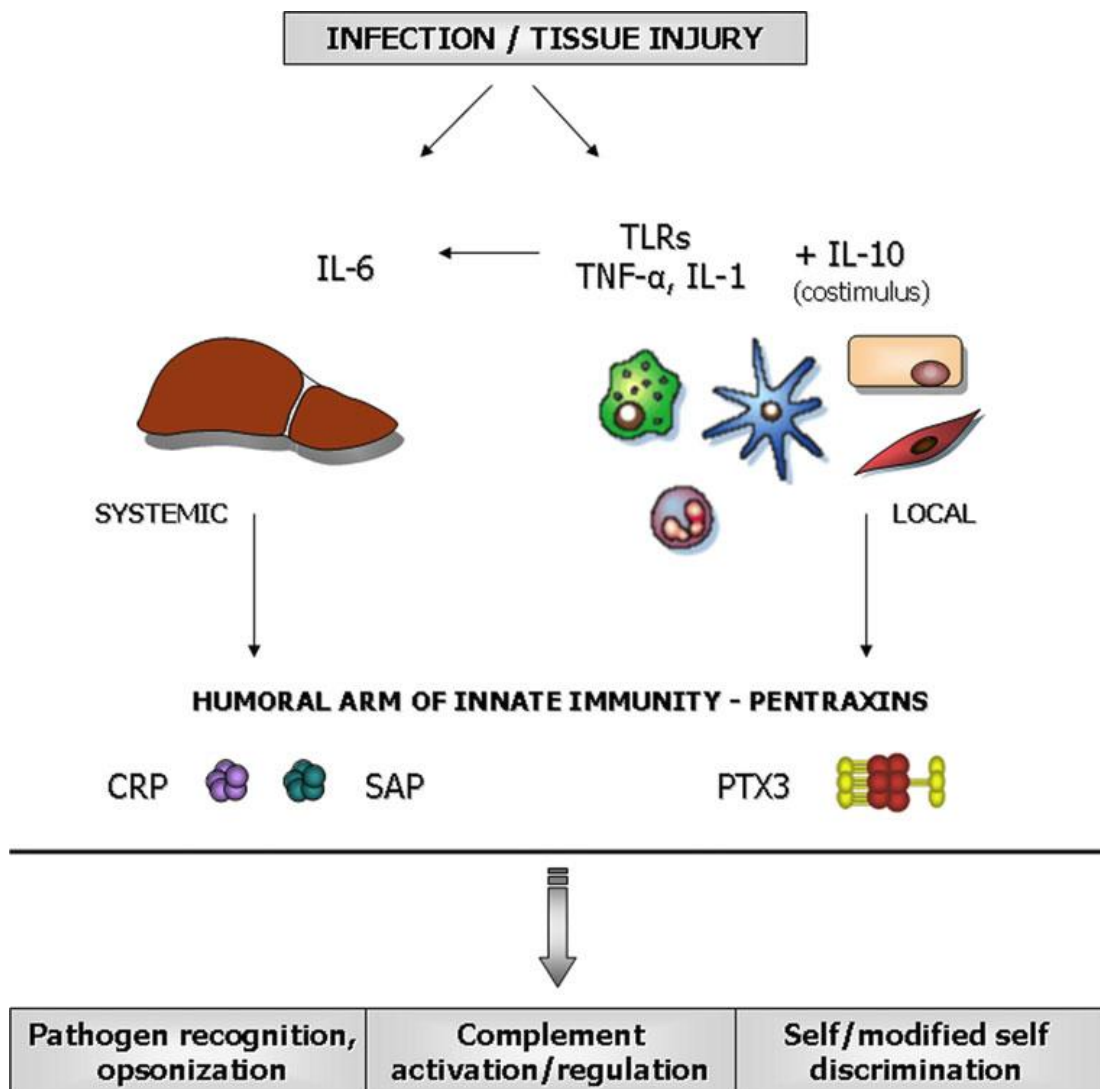 INFECTION / TISSUE INJURY
IL-6
TLRs
TNF-α, IL-1
+ IL-10
(costimulus)
SYSTEMIC
LOCAL
HUMORAL ARM OF INNATE IMMUNITY - PENTRAXINS
CRP
SAP
PTX3
Pathogen recognition,
opsonization
Complement
activation/regulation
Self/modified self
discrimination